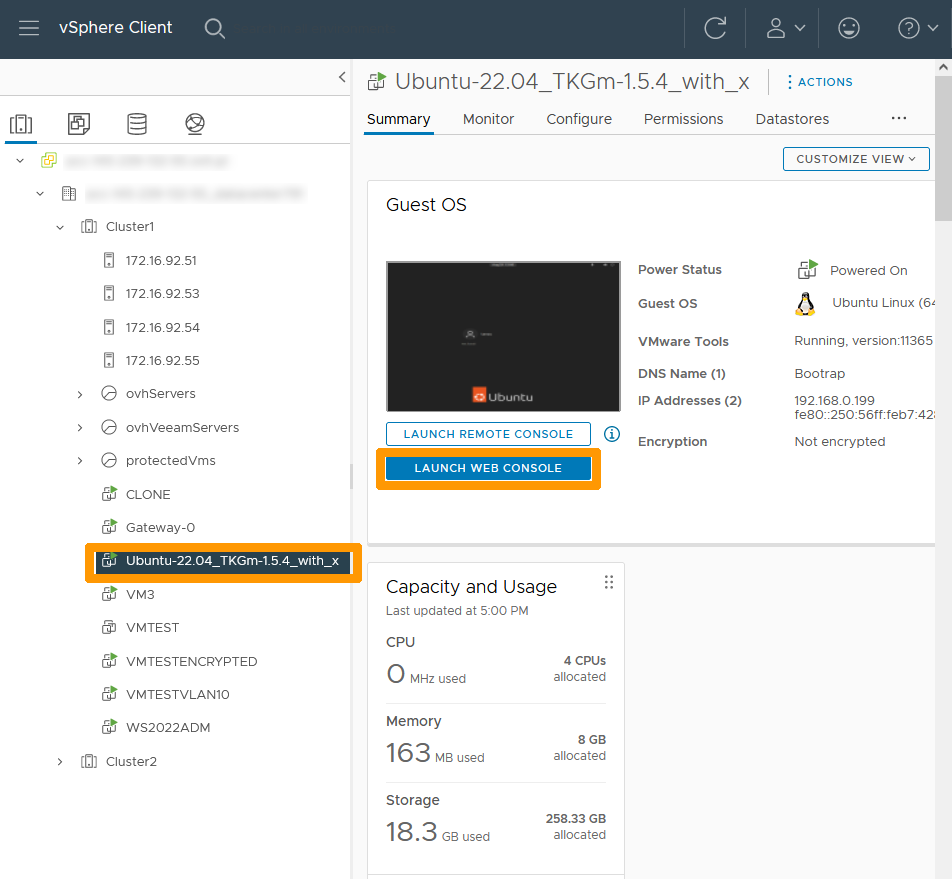 vSphere Client
Ubuntu-22.04_TKGm-1.5.4_with_x
ACTIONS
Summary
Monitor
Configure
Permissions
Datastores
CUSTOMIZE VIEW
Cluster1
172.16.92.51
172.16.92.53
172.16.92.54
172.16.92.55
ovhServers
ovhVeeamServers
protectedVms
CLONE
Gateway-0
Ubuntu-22.04_TKGm-1.5.4_with_x
VM3
VMTEST
VMTESTENCRYPTED
VMTESTVLAN10
WS2022ADM
Cluster2
Guest OS
Ubuntu
LAUNCH REMOTE CONSOLE
LAUNCH WEB CONSOLE
Power Status
Powered On
Guest OS
Ubuntu Linux (64
VMware Tools
Running, version:11365
DNS Name (1)
Bootrap
IP Addresses (2)
192.168.0.199
fe80::250:56ff:feb7:428
Encryption
Not encrypted
Capacity and Usage
Last updated at 5:00 PM
CPU
0 MHz used
4 CPUs
allocated
Memory
163 MB used
8 GB
allocated
Storage
18.3 GB used
258.33 GB
allocated